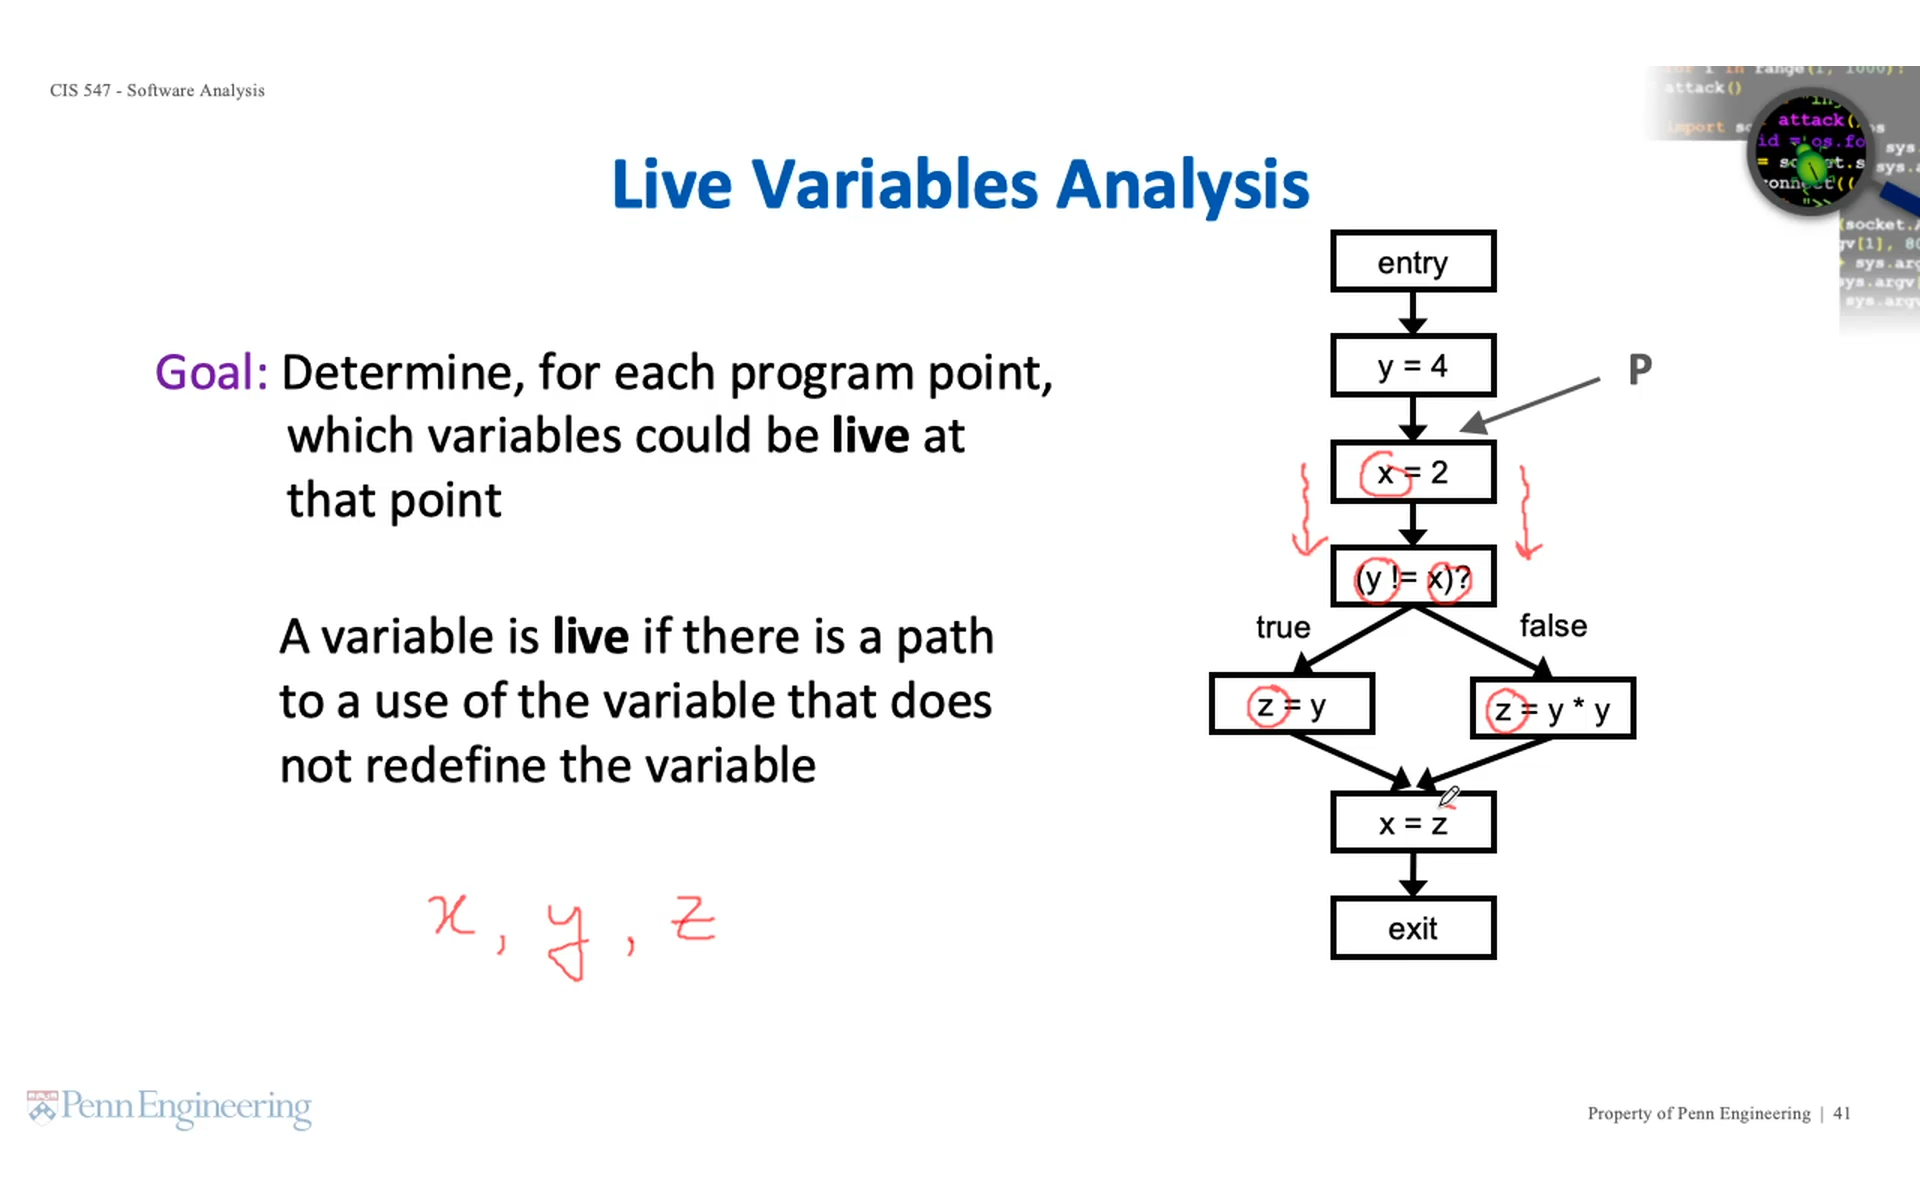 CIS 547 - Software Analysis
attack()
attack(
Live Variables Analysis
entry
y = 4
P
Goal: Determine, for each program point,
which variables could be live at
that point
x = 2
(y != x)?
true
false
A variable is live if there is a path
to a use of the variable that does
not redefine the variable
z = y
z = y * y
x = z
x, y, z
exit
Penn Engineering
Property of Penn Engineering | 41